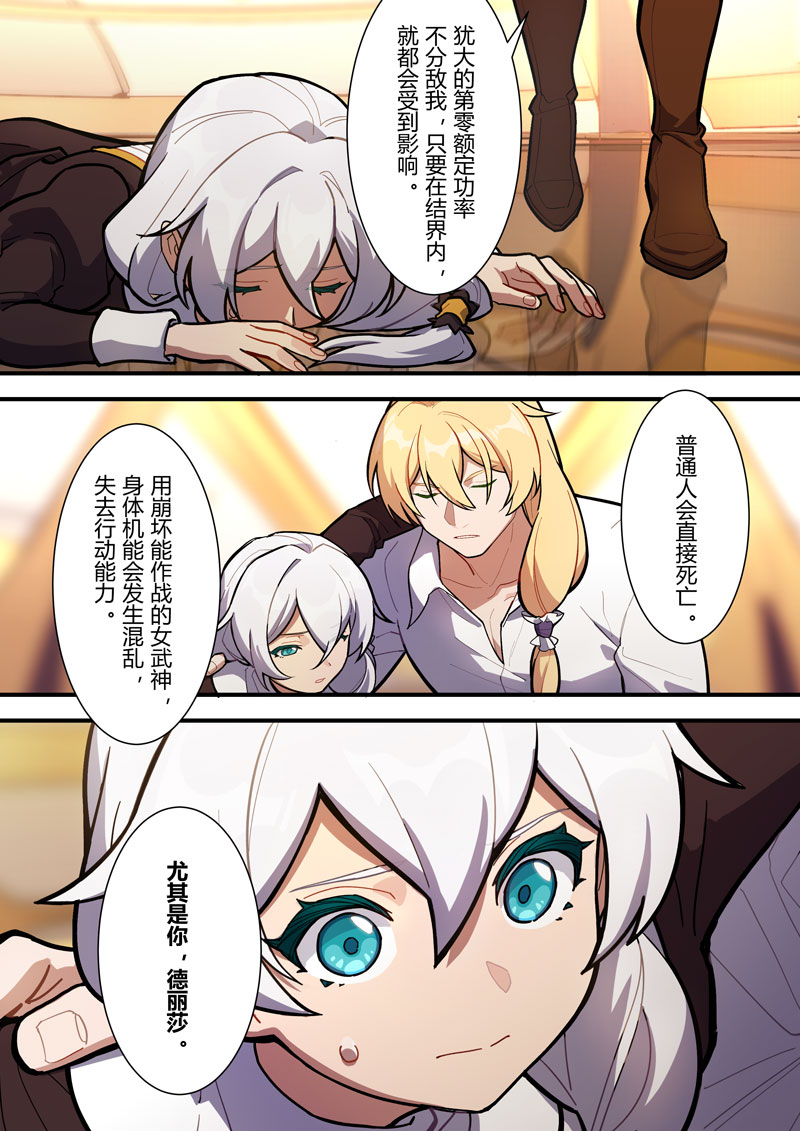 犹大的第零额定功率
不分敌我，只要在结界内，
就都会受到影响。
普通人会直接死亡。
用崩坏能作战的女武神，
身体机能会发生混乱，
失去行动能力。
尤其是你，德丽莎。